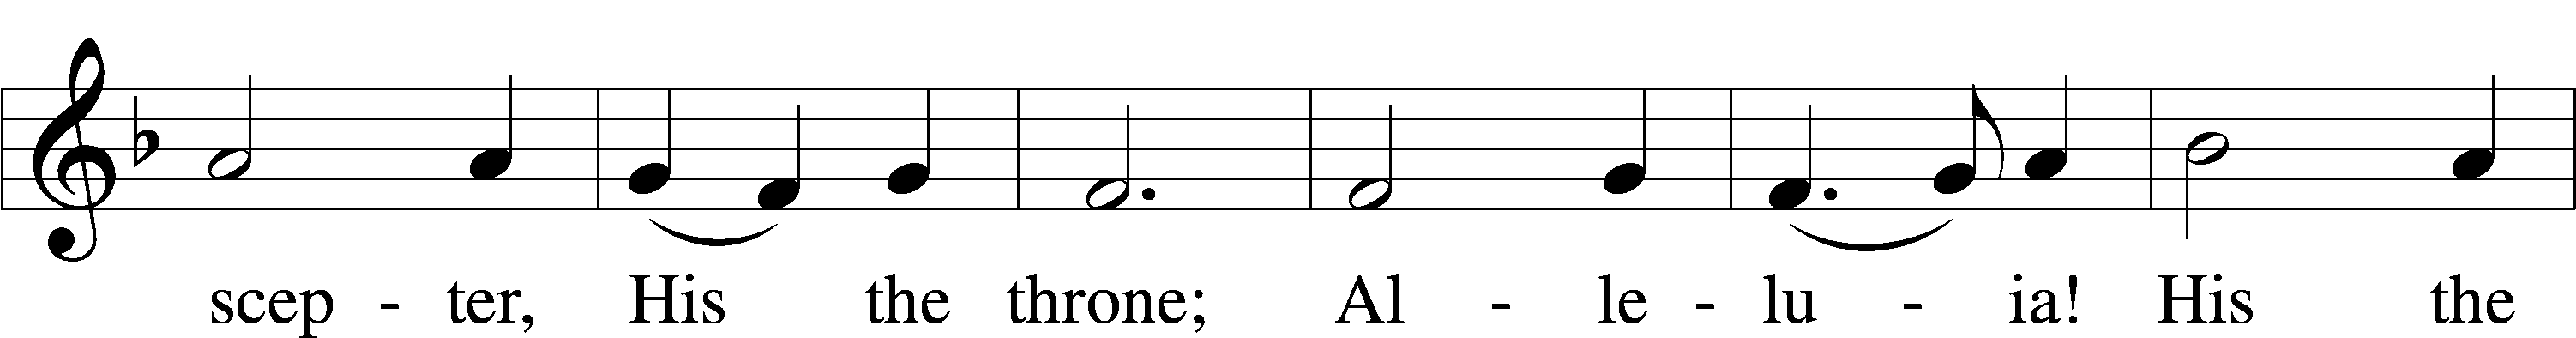 scep - ter, His the throne; Al - le - lu - ia! His the